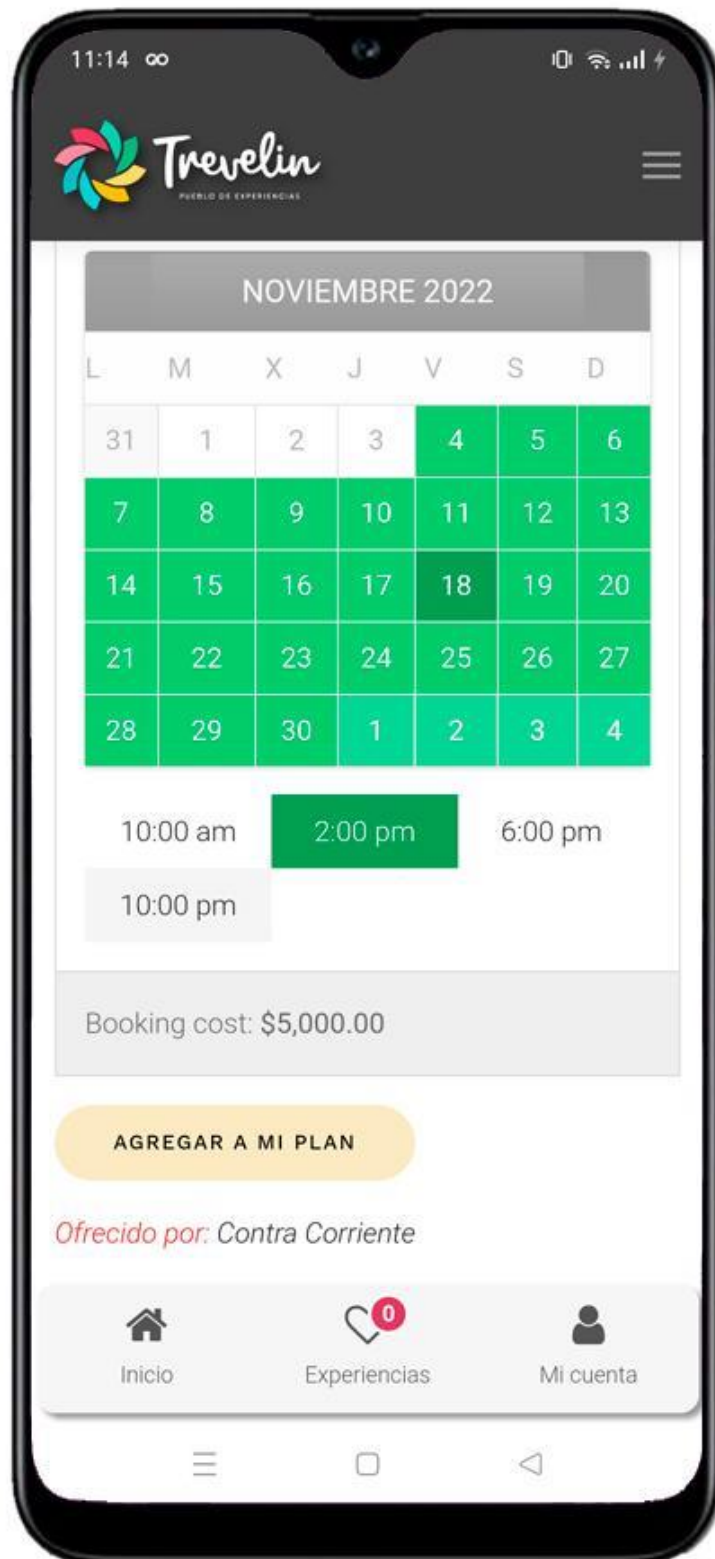 11:14
Trevelin
PUEBLO DE EXPERIENCIAS
NOVIEMBRE 2022
L M X J V S D
31 1 2 3 4 5 6
7 8 9 10 11 12 13
14 15 16 17 18 19 20
21 22 23 24 25 26 27
28 29 30 1 2 3 4
10:00 am 2:00 pm 6:00 pm
10:00 pm
Booking cost: $5,000.00
AGREGAR A MI PLAN
Ofrecido por: Contra Corriente
0
Inicio Experiencias Mi cuenta